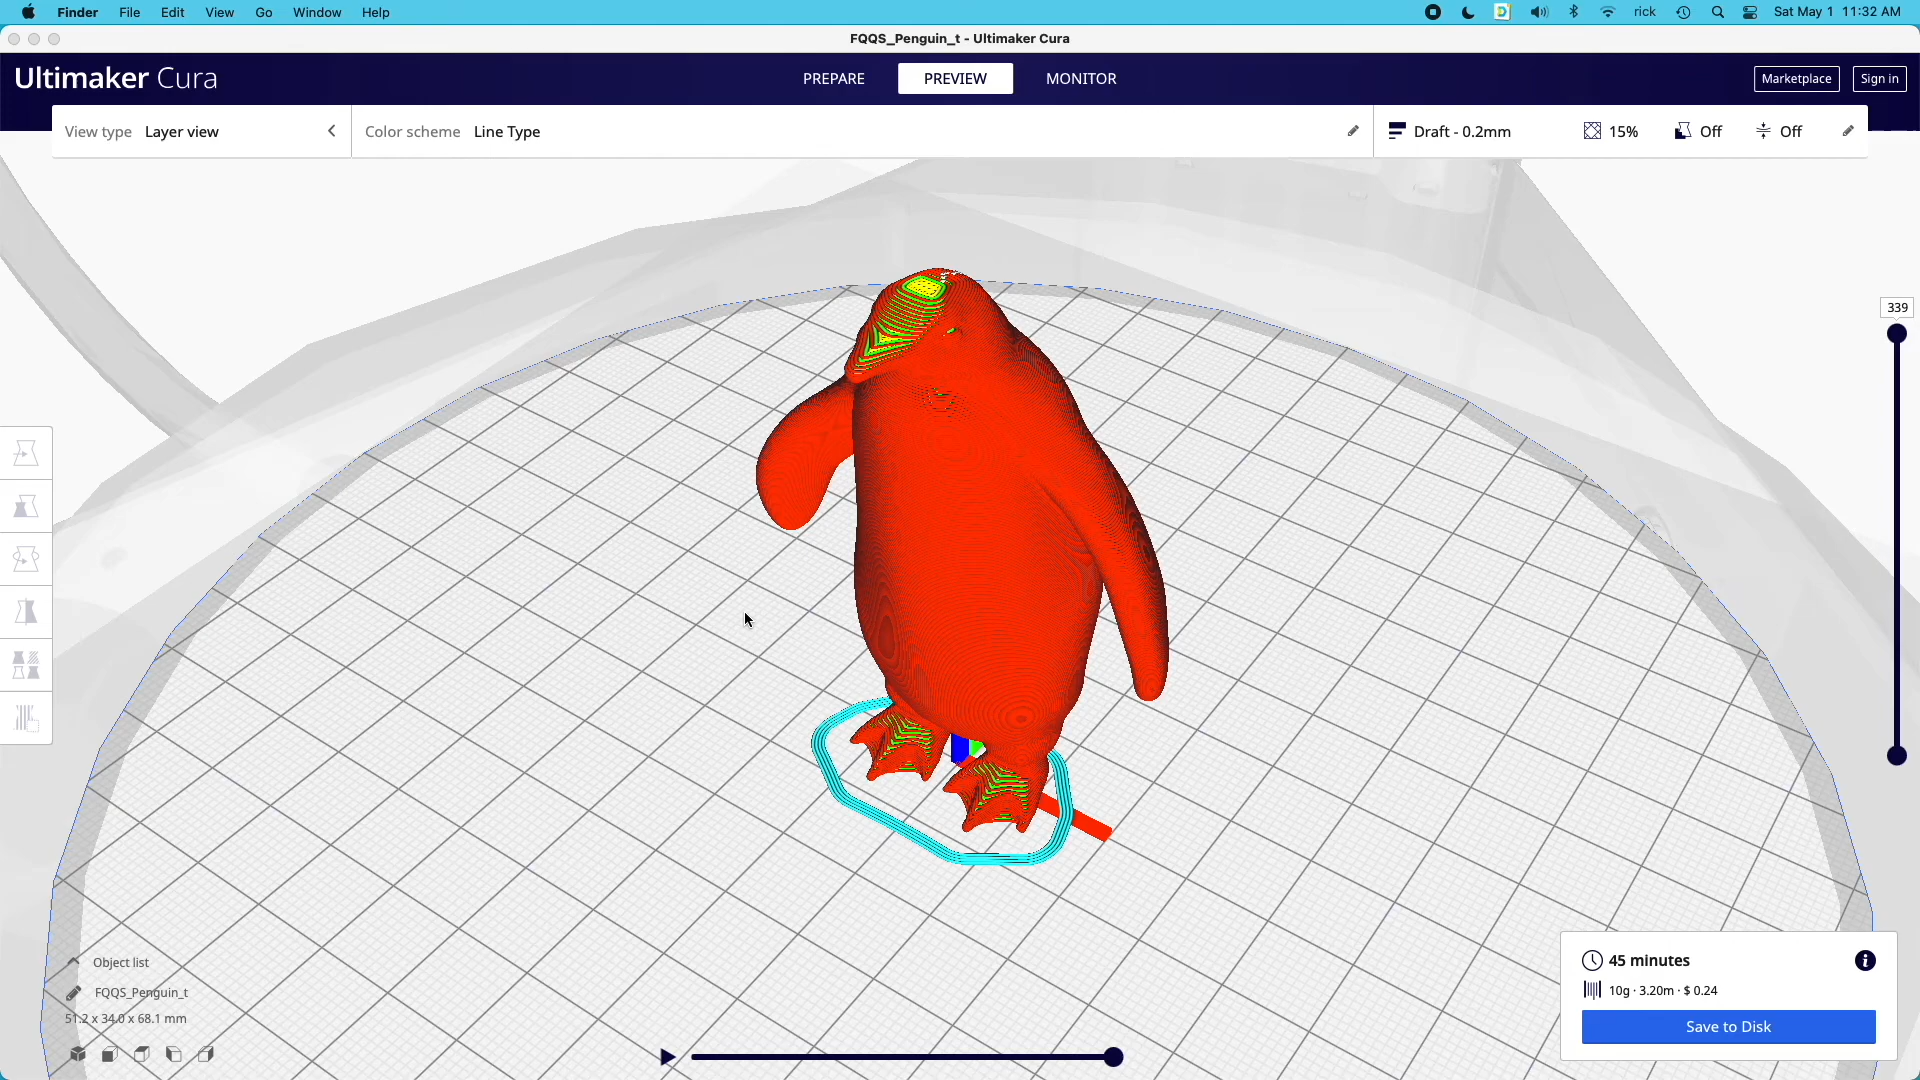 Finder File Edit View Go Window Help
rick Sat May 1 11:32 AM
FQQS_Penguin_t - Ultimaker Cura
Ultimaker Cura
PREPARE PREVIEW MONITOR
Marketplace Sign in
View type Layer view
Color scheme Line Type
Draft - 0.2mm 15% Off Off
339
Object list
FQQS_Penguin_t
51.2 x 34.0 x 68.1 mm
45 minutes
10g · 3.20m · $ 0.24
Save to Disk